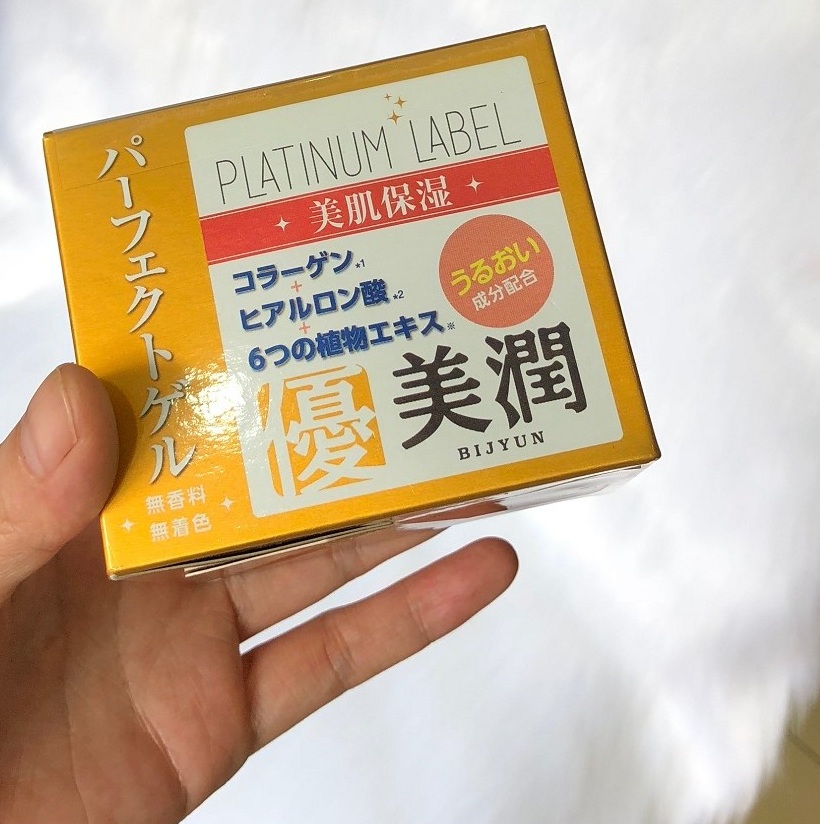 パーフェクトゲル
無香料
無着色
PLATINUM LABEL
美肌保湿
コラーゲン*1
+
ヒアルロン酸*2
+
6つの植物エキス※
うるおい
成分配合
優
美潤
BIJYUN